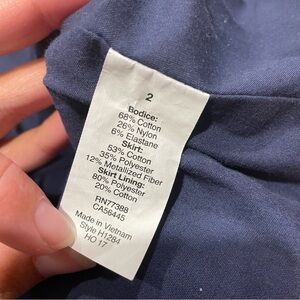 2
Bodice:
68% Cotton
26% Nylon
6% Elastane
Skirt:
53% Cotton
35% Polyester
12% Metallized Fiber
Skirt Lining:
80% Polyester
20% Cotton
RN77388
CA56445
Made in Vietnam
Style H1284
HO 17